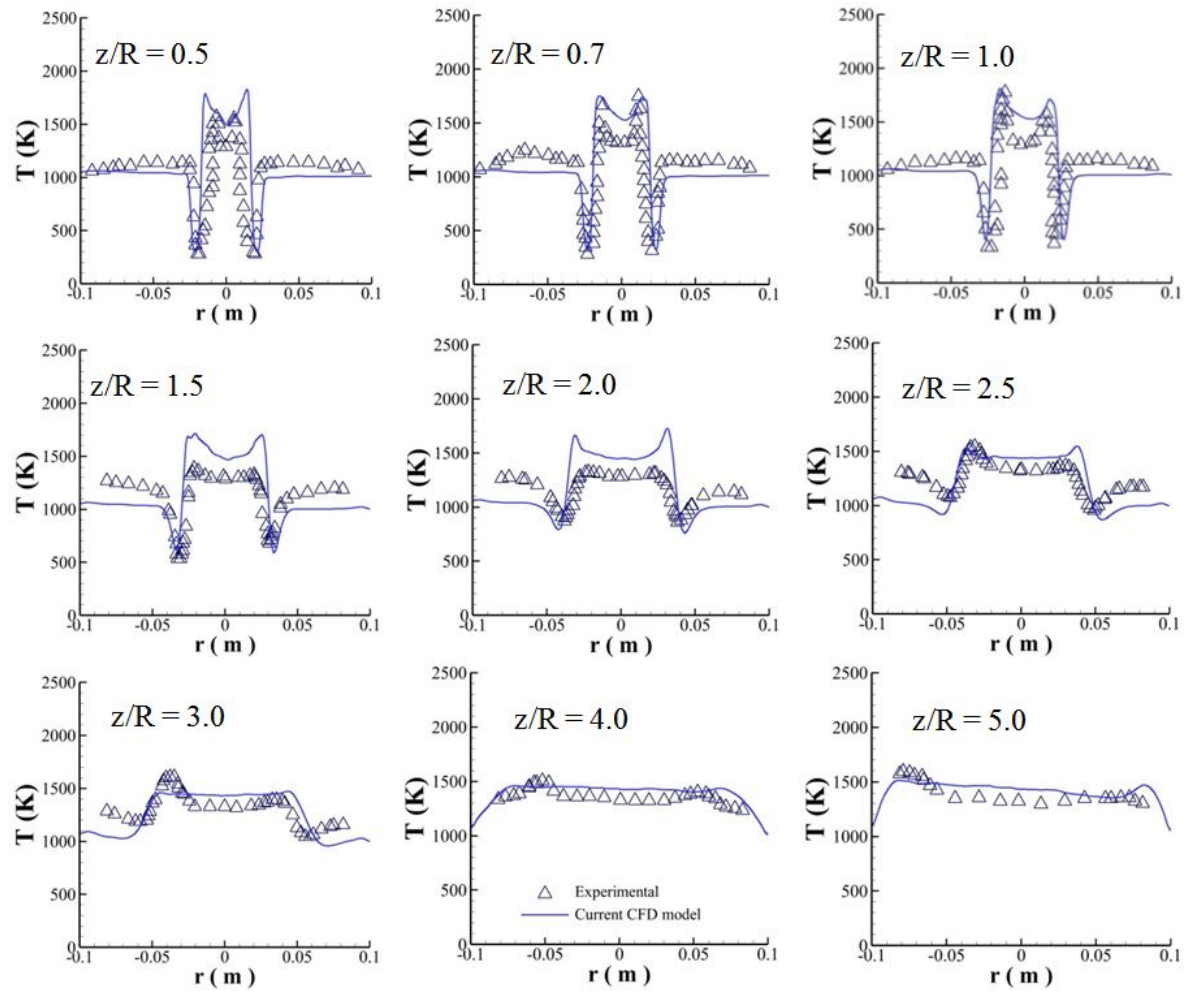 2500
z/R = 0.5
2000
1500
T (K)
1000
500
0
-0.1 -0.05 0 0.05 0.1
r ( m )
2500
z/R = 0.7
2000
1500
T (K)
1000
500
0
-0.1 -0.05 0 0.05 0.1
r ( m )
2500
z/R = 1.0
2000
1500
T (K)
1000
500
0
-0.1 -0.05 0 0.05 0.1
r ( m )
2500
z/R = 1.5
2000
1500
T (K)
1000
500
0
-0.1 -0.05 0 0.05 0.1
r ( m )
2500
z/R = 2.0
2000
1500
T (K)
1000
500
0
-0.1 -0.05 0 0.05 0.1
r ( m )
2500
z/R = 2.5
2000
1500
T (K)
1000
500
0
-0.1 -0.05 0 0.05 0.1
r ( m )
2500
z/R = 3.0
2000
1500
T (K)
1000
500
0
-0.1 -0.05 0 0.05 0.1
r ( m )
2500
z/R = 4.0
2000
1500
T (K)
1000
500
Experimental
Current CFD model
0
-0.1 -0.05 0 0.05 0.1
r ( m )
2500
z/R = 5.0
2000
1500
T (K)
1000
500
0
-0.1 -0.05 0 0.05 0.1
r ( m )